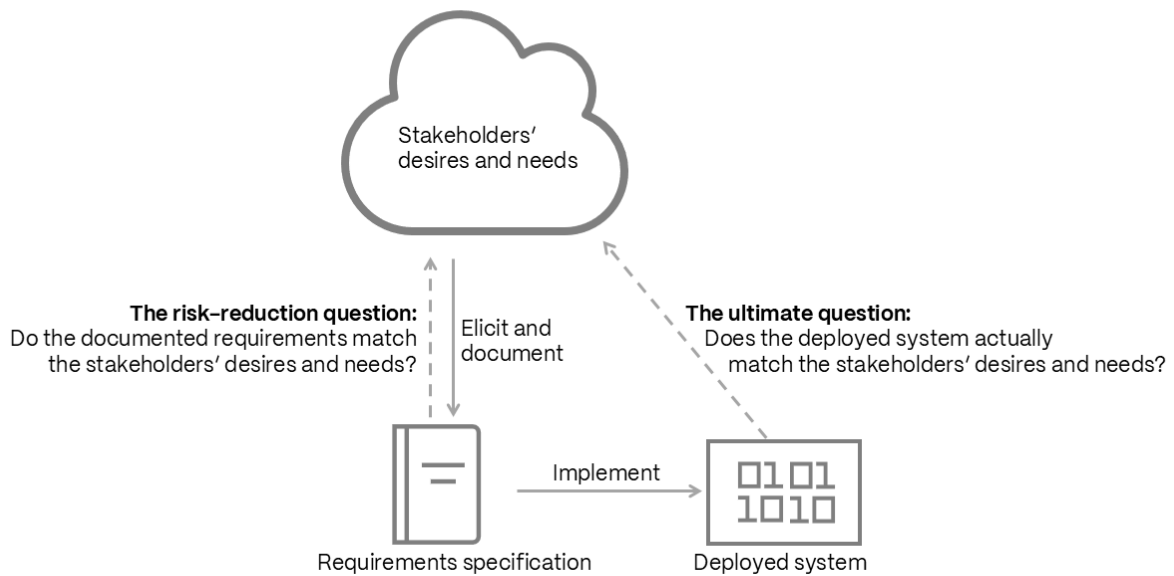 Stakeholders’
desires and needs
The risk-reduction question:
Do the documented requirements match
the stakeholders’ desires and needs?
Elicit and
document
The ultimate question:
Does the deployed system actually
match the stakeholders’ desires and needs?
Implement
0101
1010
Requirements specification
Deployed system